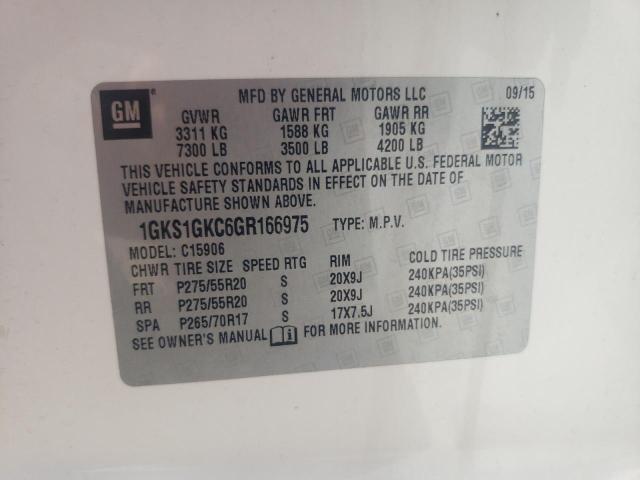 GM
MFD BY GENERAL MOTORS LLC 09/15
GVWR GAWR FRT GAWR RR
3311 KG 1588 KG 1905 KG
7300 LB 3500 LB 4200 LB
THIS VEHICLE CONFORMS TO ALL APPLICABLE U.S. FEDERAL MOTOR
VEHICLE SAFETY STANDARDS IN EFFECT ON THE DATE OF
MANUFACTURE SHOWN ABOVE.
1GKS1GKC6GR166975 TYPE: M.P.V.
MODEL: C15906
CHWR TIRE SIZE SPEED RTG RIM COLD TIRE PRESSURE
FRT P275/55R20 S 20X9J 240KPA(35PSI)
RR P275/55R20 S 20X9J 240KPA(35PSI)
SPA P265/70R17 S 17X7.5J 240KPA(35PSI)
SEE OWNER'S MANUAL i FOR MORE INFORMATION.